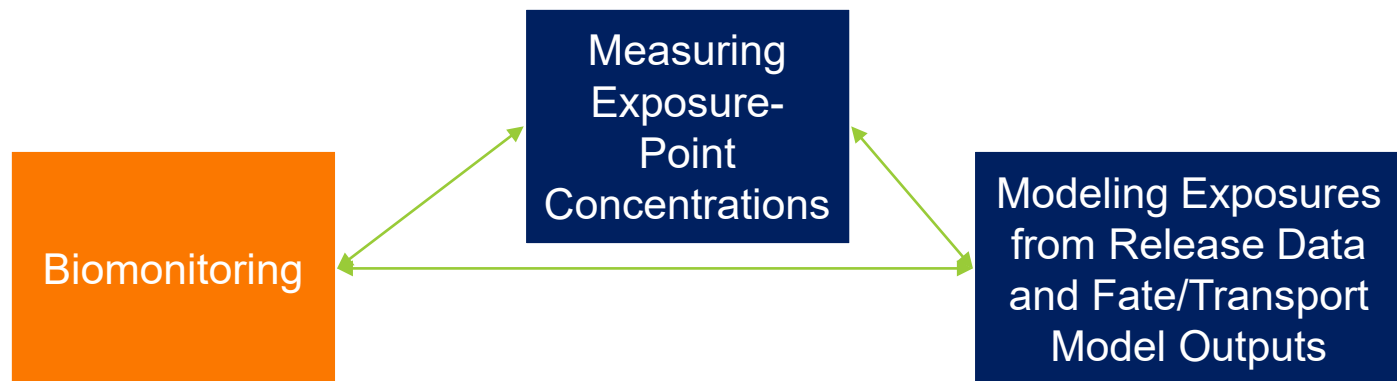 Measuring
Exposure-
Point
Concentrations
Biomonitoring
Modeling Exposures
from Release Data
and Fate/Transport
Model Outputs